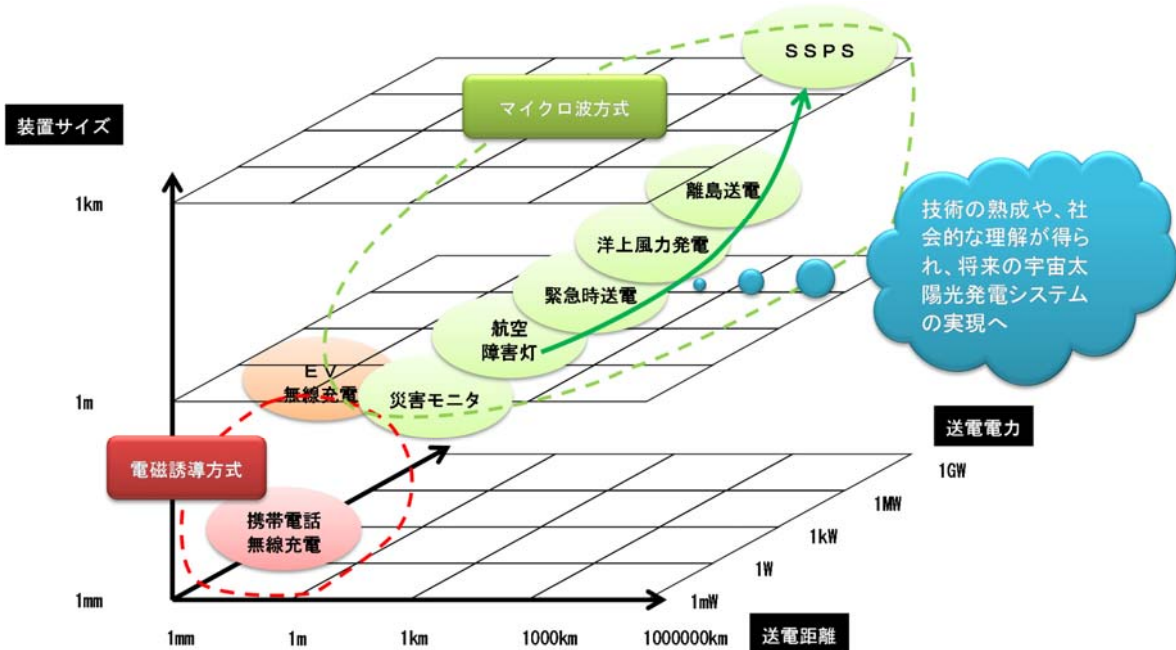 ＳＳＰＳ
マイクロ波方式
装置サイズ
離島送電
1km
技術の熟成や、社
会的な理解が得ら
れ、将来の宇宙太
陽光発電システム
の実現へ
洋上風力発電
緊急時送電
航空
障害灯
ＥＶ
無線充電
災害モニタ
1m
送電電力
電磁誘導方式
1GW
1MW
携帯電話
無線充電
1kW
1W
1mm
1mW
1mm
1m
1km
1000km
1000000km
送電距離